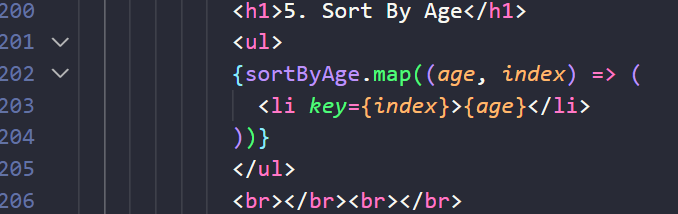 200 <h1>5. Sort By Age</h1>
201 <ul>
202 {sortByAge.map((age, index) => (
203 <li key={index}>{age}</li>
204 ))}
205 </ul>
206 <br></br><br></br>